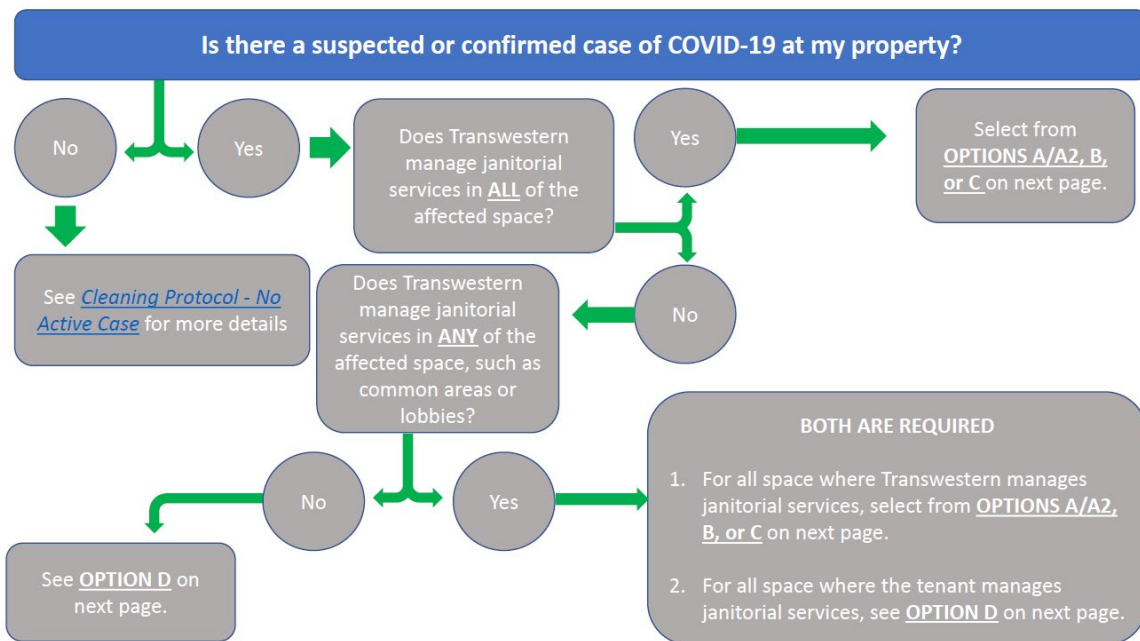 Is there a suspected or confirmed case of COVID-19 at my property?
No
Yes
Does Transwestern
manage janitorial
services in ALL of the
affected space?
Yes
Select from
OPTIONS A/A2, B,
or C on next page.
See Cleaning Protocol - No
Active Case for more details
Does Transwestern
manage janitorial
services in ANY of the
affected space, such as
common areas or
lobbies?
No
No
Yes
See OPTION D on
next page.
BOTH ARE REQUIRED
1. For all space where Transwestern manages
janitorial services, select from OPTIONS A/A2,
B, or C on next page.
2. For all space where the tenant manages
janitorial services, see OPTION D on next page.